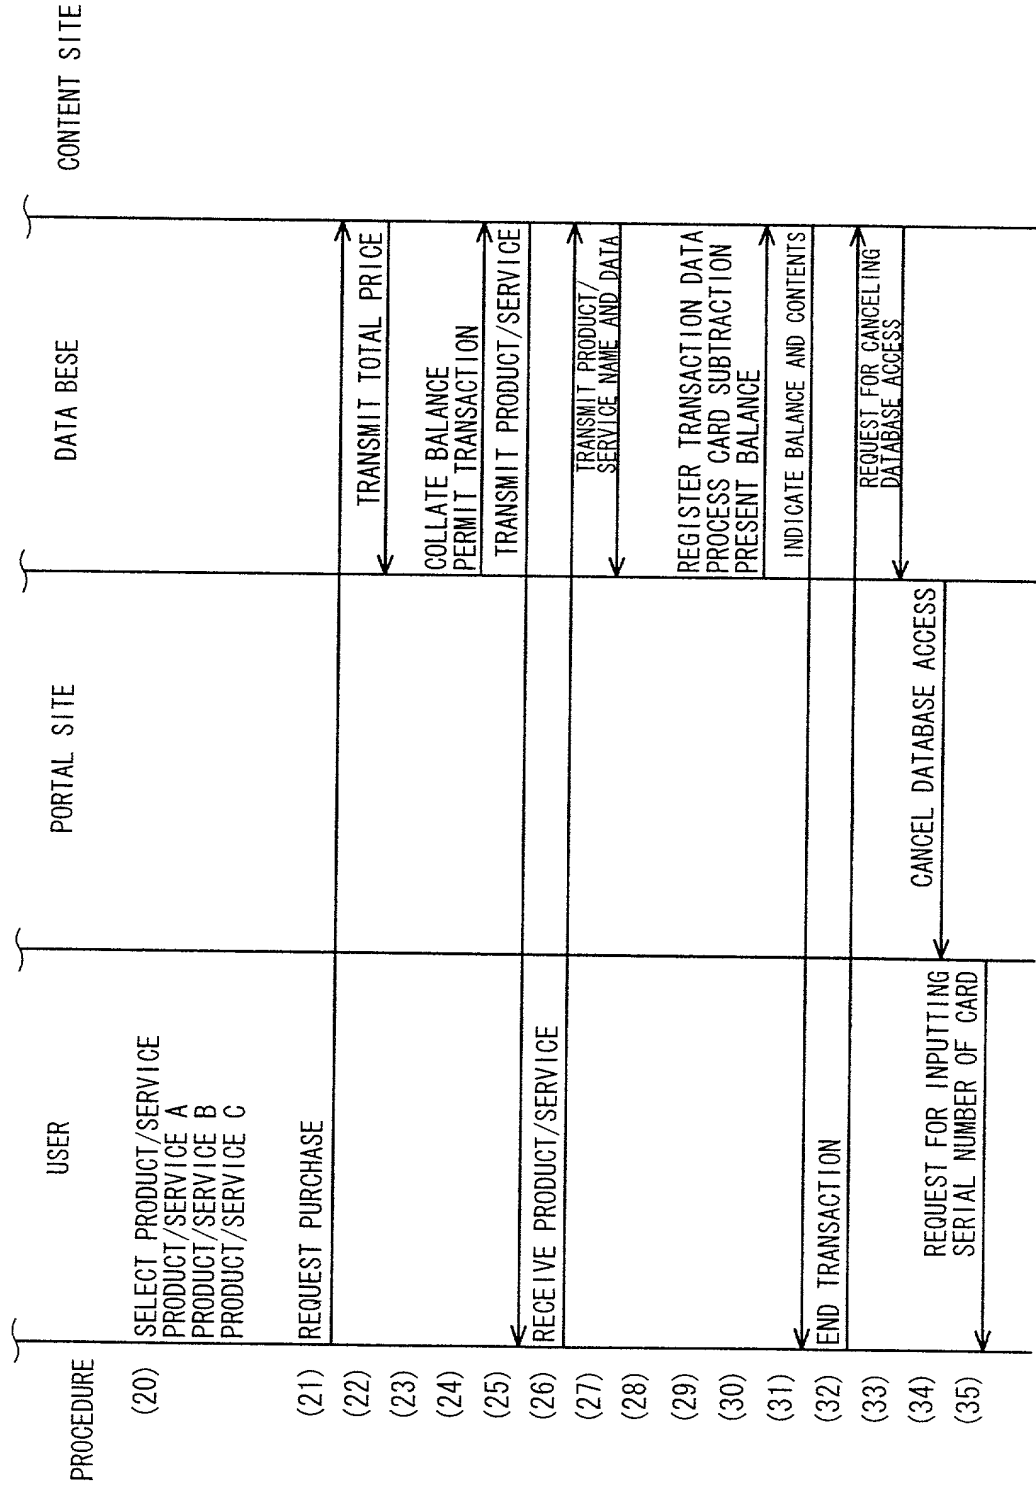 PROCEDURE
USER
PORTAL SITE
DATA BESE
CONTENT SITE
(20)
SELECT PRODUCT/SERVICE
PRODUCT/SERVICE A
PRODUCT/SERVICE B
PRODUCT/SERVICE C
(21)
REQUEST PURCHASE
(22)
TRANSMIT TOTAL PRICE
(23)
(24)
COLLATE BALANCE
PERMIT TRANSACTION
(25)
TRANSMIT PRODUCT/SERVICE
(26)
RECEIVE PRODUCT/SERVICE
(27)
TRANSMIT PRODUCT/
SERVICE NAME AND DATA
(28)
(29)
REGISTER TRANSACTION DATA
(30)
PROCESS CARD SUBTRACTION
PRESENT BALANCE
(31)
INDICATE BALANCE AND CONTENTS
(32)
END TRANSACTION
(33)
REQUEST FOR CANCELING
DATABASE ACCESS
(34)
CANCEL DATABASE ACCESS
(35)
REQUEST FOR INPUTTING
SERIAL NUMBER OF CARD